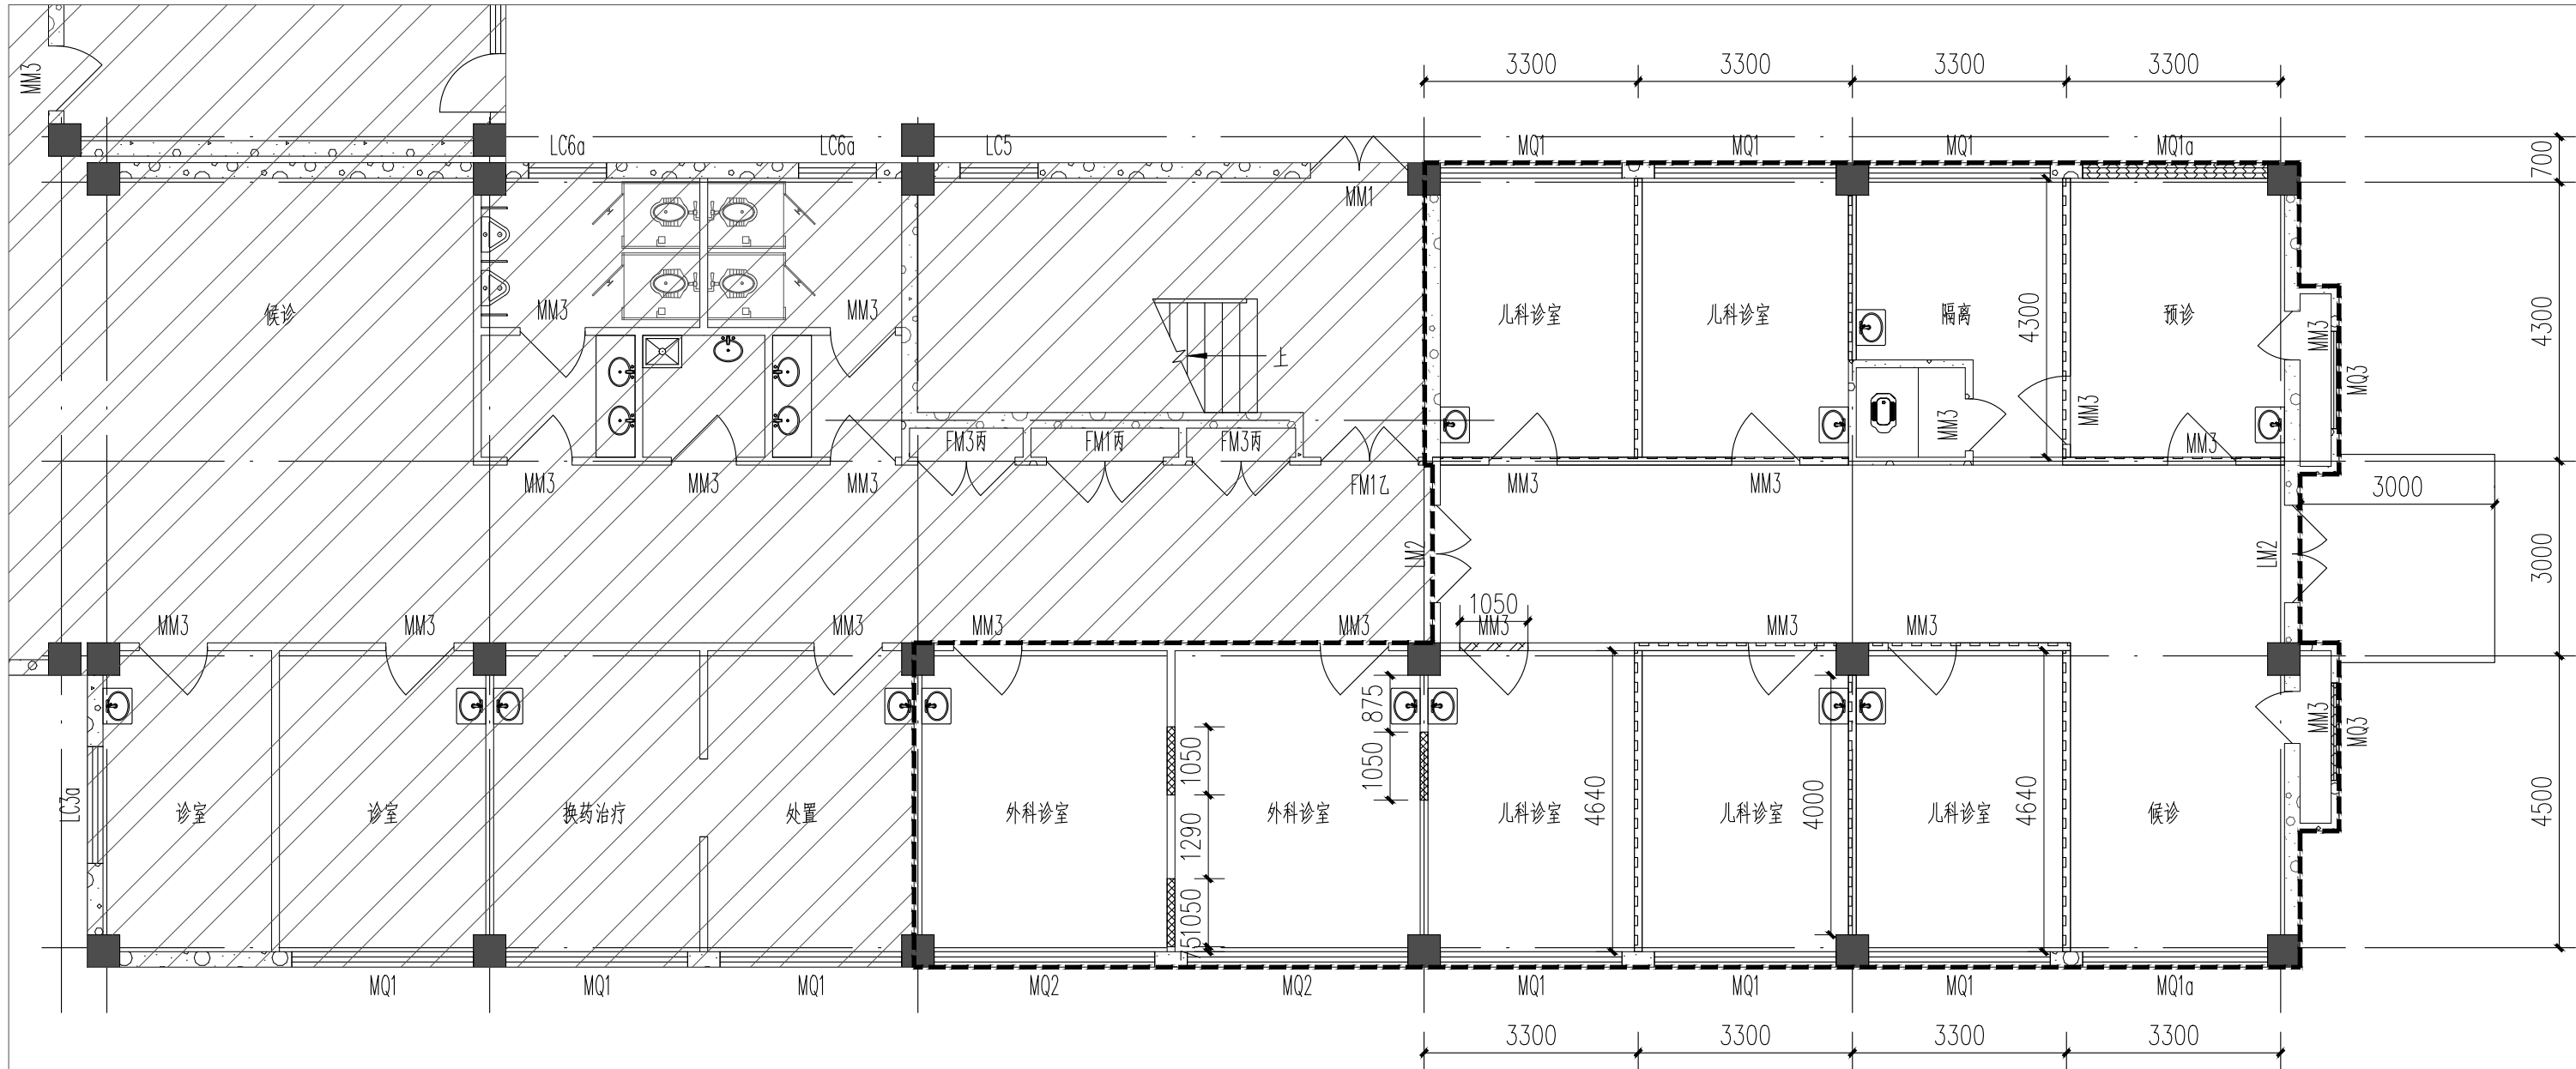 3300 3300 3300 3300
MM3
LC6a LC6a LC5 MQ1 MQ1 MQ1 MQ1a
700
MM1
候诊 MM3 MM3 儿科诊室 儿科诊室 隔离 4300 预诊 MM3 4300
上
MQ3
FM3丙 FM1丙 FM3丙 MM3 MM3 MM3
MM3 MM3 MM3 FM1乙 MM3 MM3 3000
LM2 LM2 3000
1050
MM3 MM3 MM3 MM3 MM3 MM3 MM3 MM3
875
MM3 MQ3
1050 1050
LC3a 诊室 诊室 换药治疗 处置 外科诊室 外科诊室 儿科诊室 4640 儿科诊室 4000 儿科诊室 4640 候诊 4500
1290
1050
MQ1 MQ1 MQ1 MQ2 MQ2 MQ1 MQ1 MQ1 MQ1a
3300 3300 3300 3300